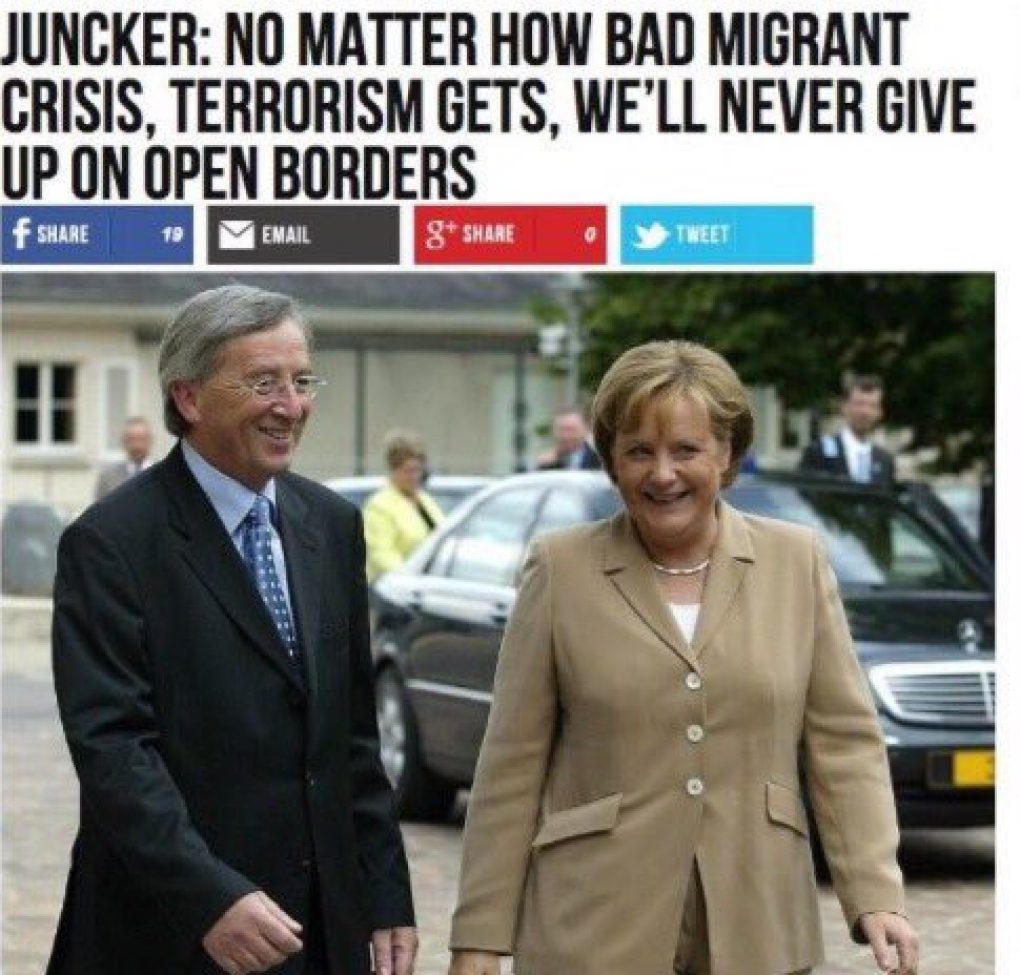 JUNCKER: NO MATTER HOW BAD MIGRANT
CRISIS, TERRORISM GETS, WE'LL NEVER GIVE
UP ON OPEN BORDERS
f SHARE 19
EMAIL
g+ SHARE 0
TWEET